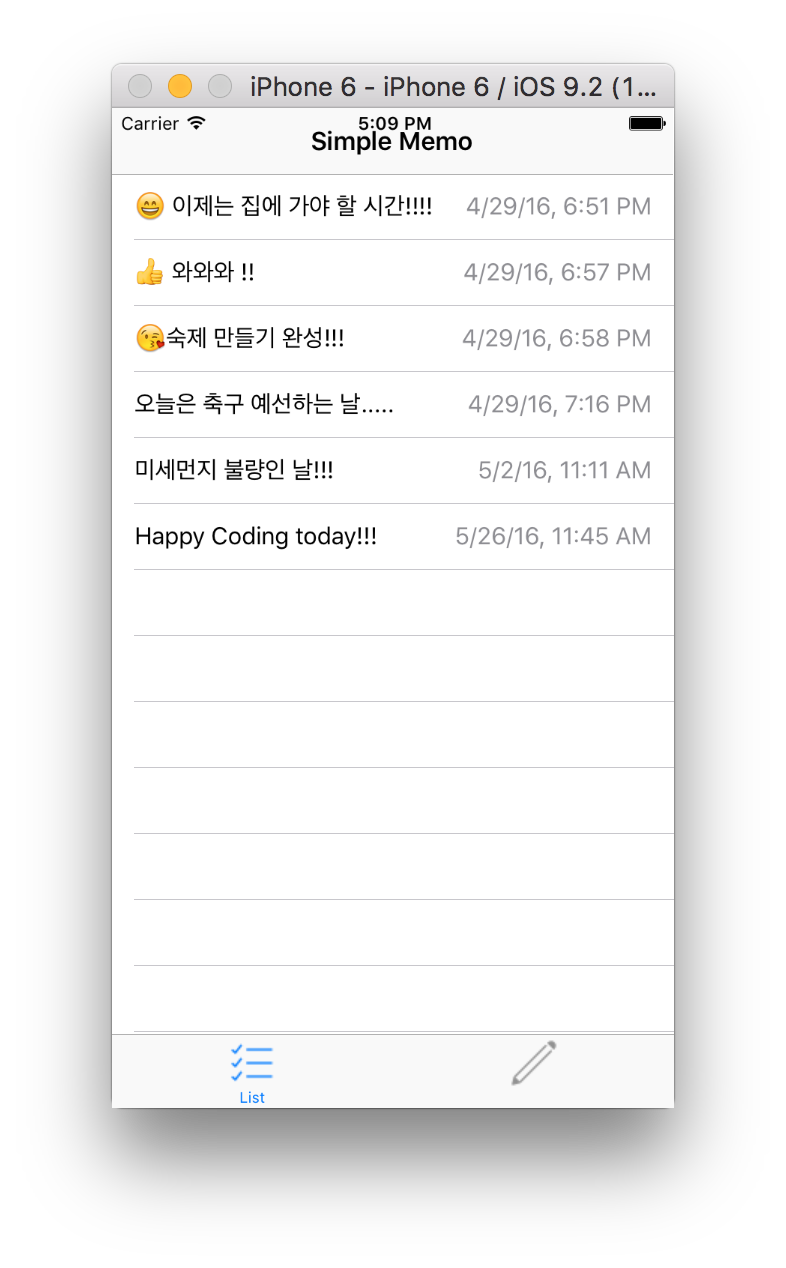 iPhone 6 - iPhone 6 / iOS 9.2 (1...
Carrier 5:09 PM
Simple Memo
😄 이제는 집에 가야 할 시간!!!! 4/29/16, 6:51 PM
👍 와와와 !! 4/29/16, 6:57 PM
😘숙제 만들기 완성!!! 4/29/16, 6:58 PM
오늘은 축구 예선하는 날..... 4/29/16, 7:16 PM
미세먼지 불량인 날!!! 5/2/16, 11:11 AM
Happy Coding today!!! 5/26/16, 11:45 AM
List